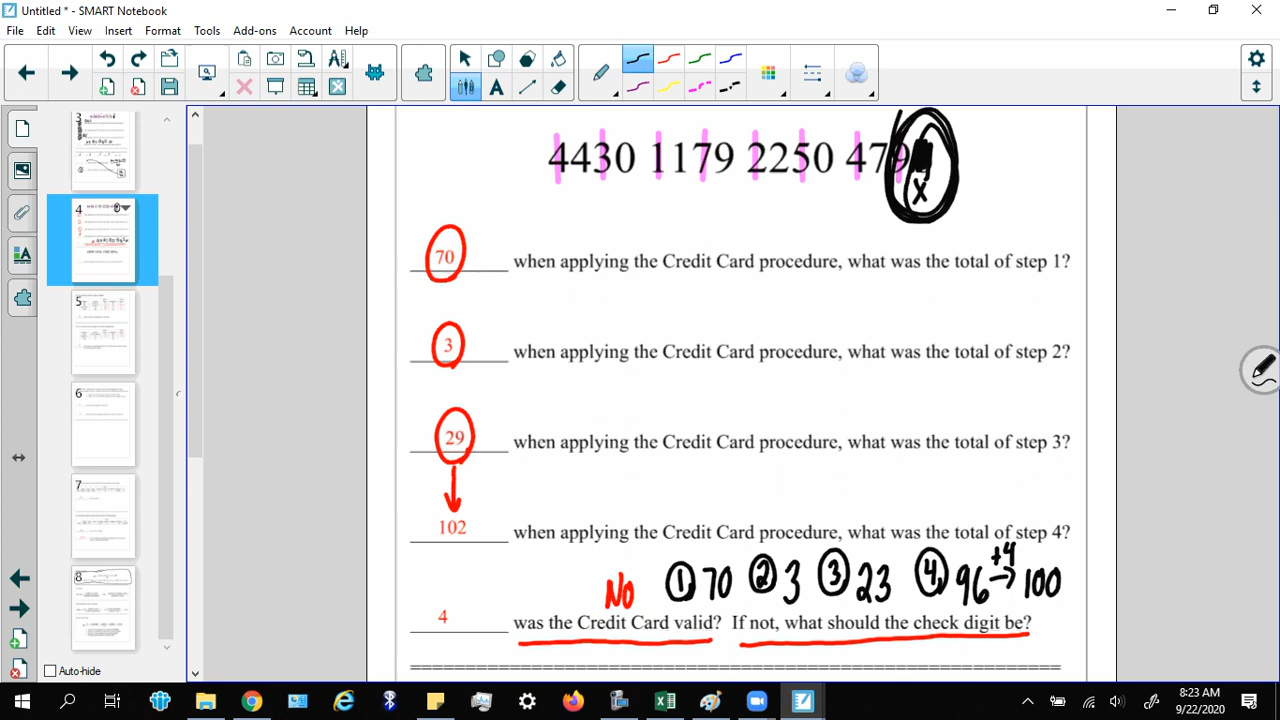 Untitled * - SMART Notebook
File Edit View Insert Format Tools Add-ons Account Help
4430 1179 2250 479
X
70 when applying the Credit Card procedure, what was the total of step 1?
3 when applying the Credit Card procedure, what was the total of step 2?
29 when applying the Credit Card procedure, what was the total of step 3?
102 when applying the Credit Card procedure, what was the total of step 4?
+4
No ① 70 ② 3 ③ 23 ④ 96 → 100
4 was the Credit Card valid? If not, what should the check digit be?
4
5
6
7
8
Auto-hide
8:23 AM
9/22/2020